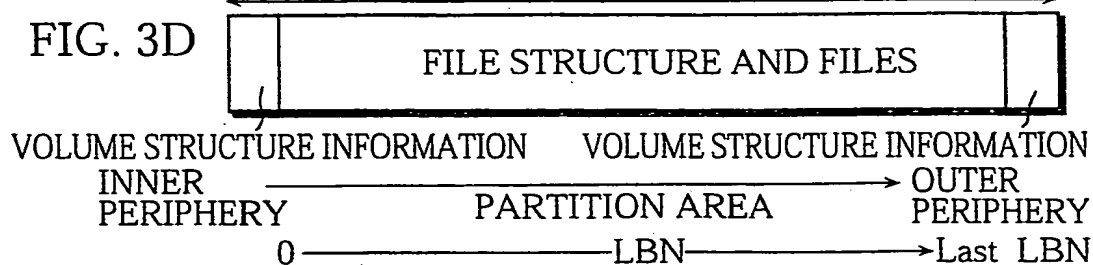 FIG. 3D
FILE STRUCTURE AND FILES
VOLUME STRUCTURE INFORMATION VOLUME STRUCTURE INFORMATION
INNER PERIPHERY PARTITION AREA OUTER PERIPHERY
0 LBN Last LBN